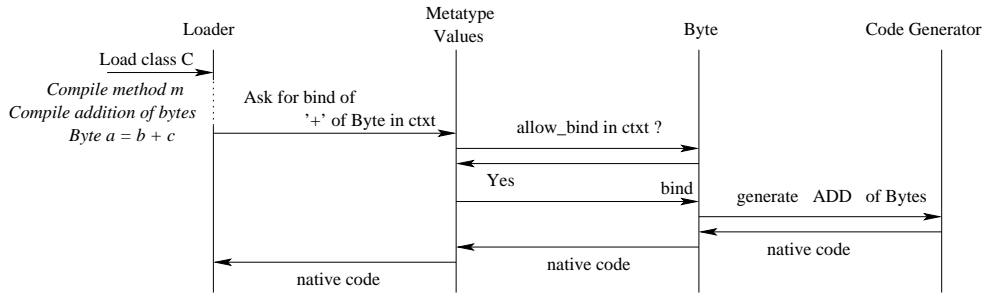 Metatype
Loader Values Byte Code Generator
Load class C
Compile method m
Compile addition of bytes
Byte a = b + c
Ask for bind of
'+' of Byte in ctxt
allow_bind in ctxt ?
Yes
bind
generate ADD of Bytes
native code
native code
native code